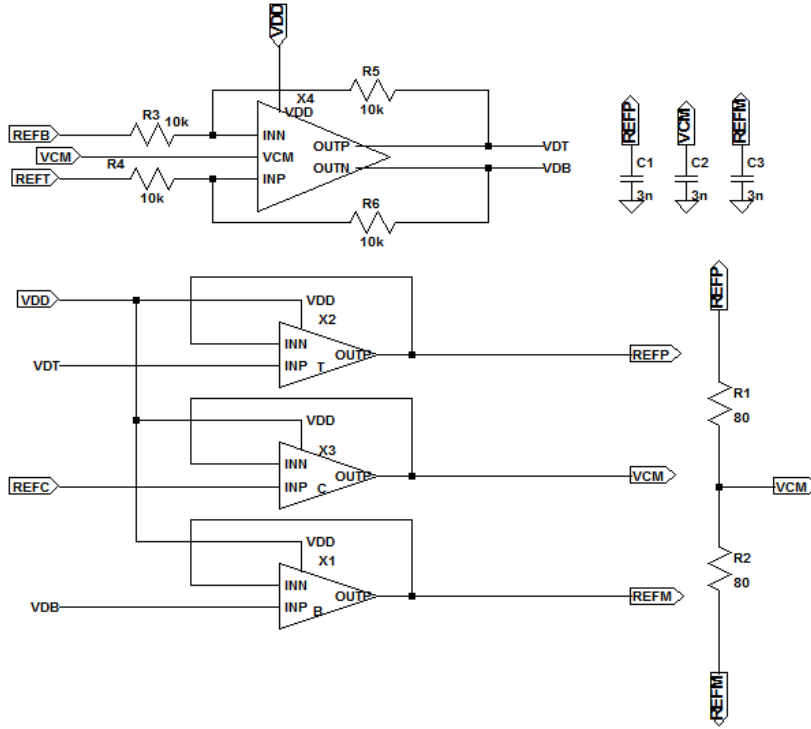 VDD
R5
10k
X4
VDD
R3
10k
REFB
INN
VCM
VCM
OUTP
VDT
R4
REFT
INP
OUTN
VDB
10k
R6
10k
REFP
VCM
REFM
C1
C2
C3
3n
3n
3n
VDD
VDD
X2
INN
OUTP
REFP
VDT
INP
T
VDD
X3
INN
OUTP
VCM
REFC
INP
C
VDD
X1
INN
OUTP
REFM
VDB
INP
B
REFP
R1
80
VCM
R2
80
REFM